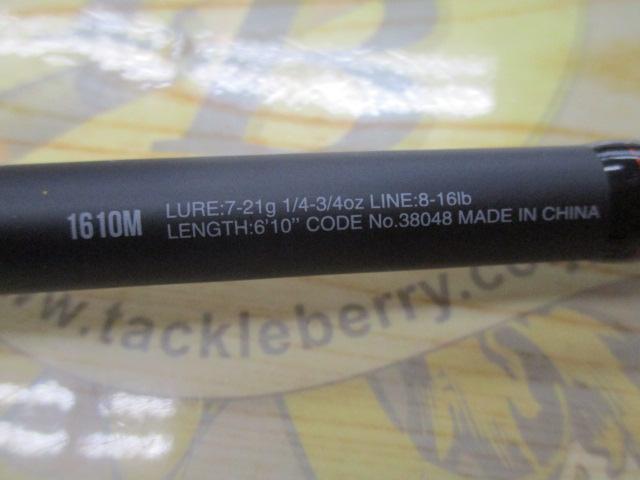 1610M
LURE:7-21g 1/4-3/4oz LINE:8-16lb
LENGTH:6'10" CODE No.38048 MADE IN CHINA
www.tackleberry.co